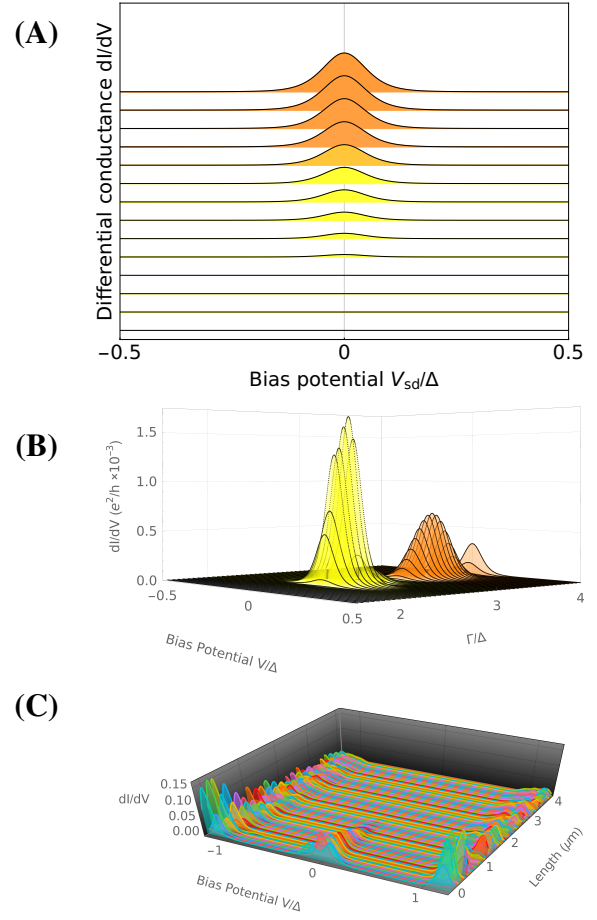 (A)
Differential conductance dI/dV
−0.5
0
0.5
Bias potential Vsd/Δ
(B)
dI/dV (e²/h ×10⁻³)
1.5
1.0
0.5
0.0
−0.5
0
0.5
2
3
4
Bias Potential V/Δ
Γ/Δ
(C)
dI/dV
0.15
0.10
0.05
0.00
−1
0
1
0
1
2
3
4
Bias Potential V/Δ
Length (μm)